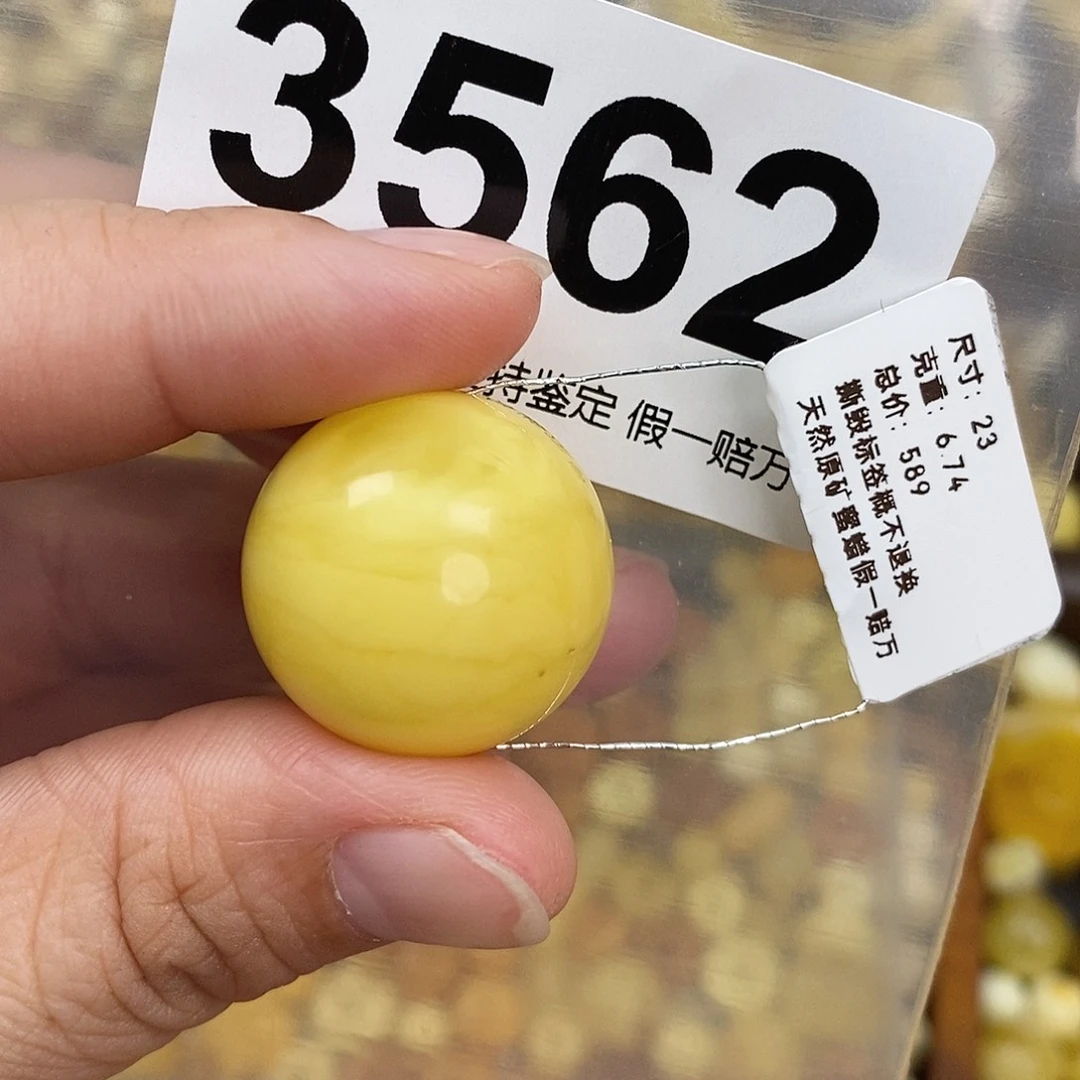 3562
持鉴定 假一赔万
尺寸: 23
克重: 6.74
总价: 589
撕毁标签概不退换
天然原矿蜜蜡假一赔万